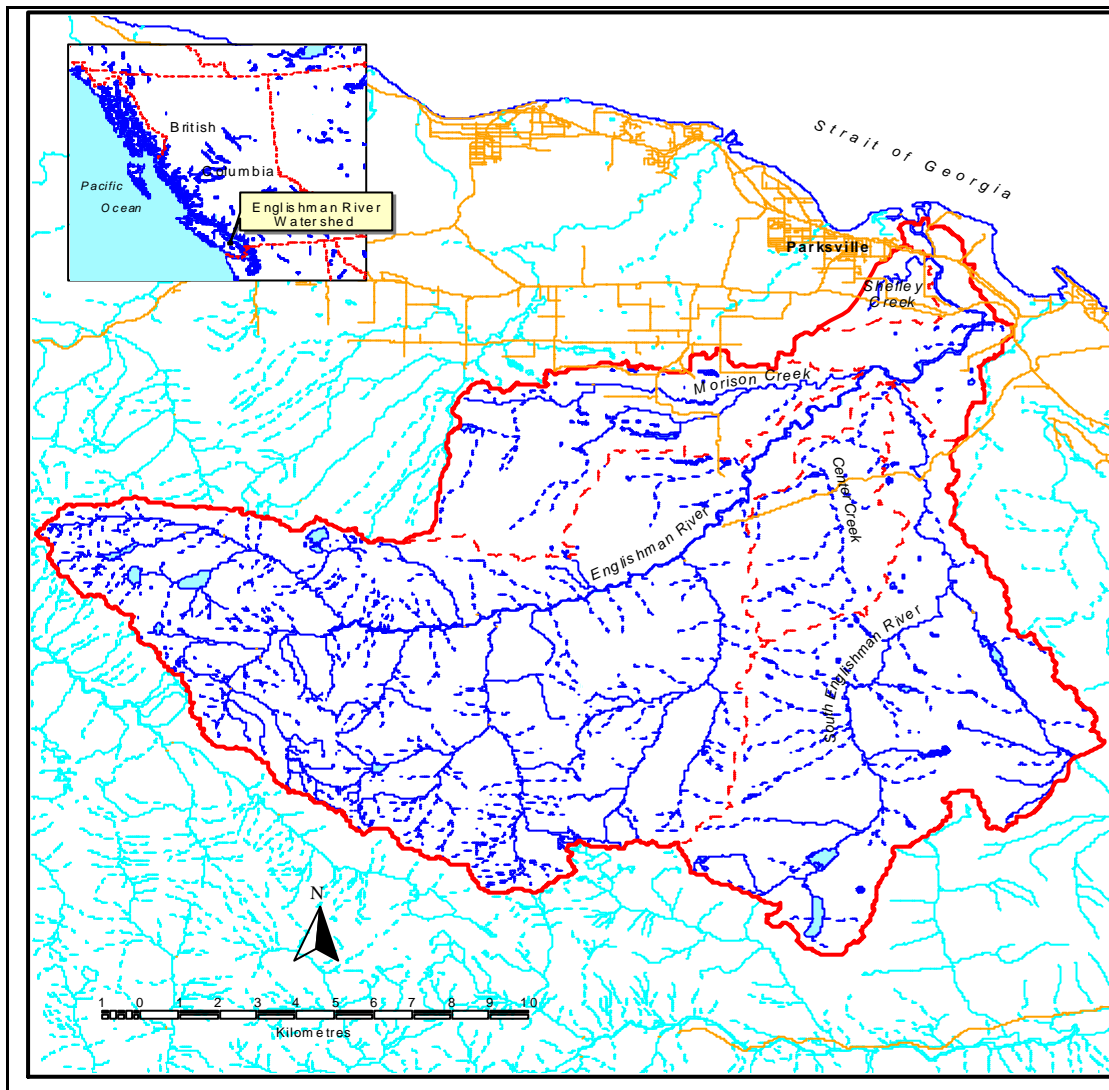 British
Columbia
Pacific
Ocean
Englishman River
Watershed
Strait of Georgia
Parksville
Shelley
Creek
Morison Creek
Center Creek
Englishman River
South Englishman River
N
1 0 1 2 3 4 5 6 7 8 9 10
Kilometres